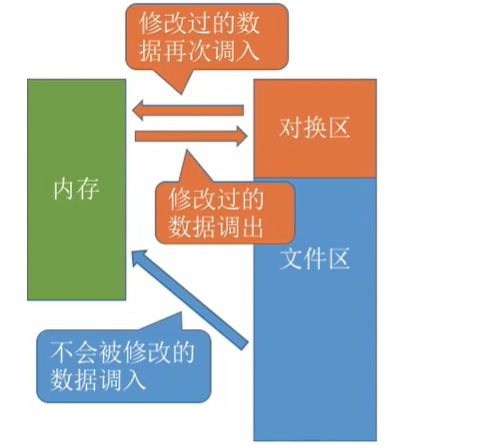 修改过的数
据再次调入
对换区
内存
修改过的
数据调出
文件区
不会被修改的
数据调入